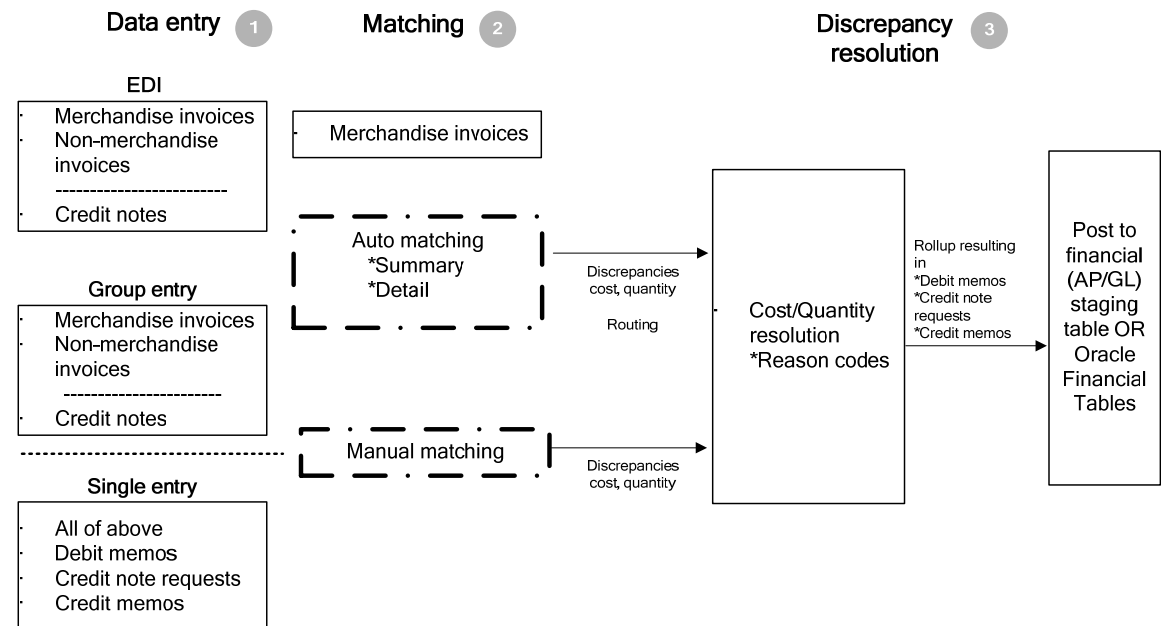 Data entry 1
EDI
Merchandise invoices
Non-merchandise
invoices
-------------------------
Credit notes
Group entry
Merchandise invoices
Non-merchandise
invoices
-----------------------
Credit notes
Single entry
All of above
Debit memos
Credit note requests
Credit memos
Matching 2
Merchandise invoices
Auto matching
*Summary
*Detail
Manual matching
Discrepancies
cost, quantity
Routing
Discrepancies
cost, quantity
Discrepancy 3
resolution
Cost/Quantity
resolution
*Reason codes
Rollup resulting
in
*Debit memos
*Credit note
requests
*Credit memos
Post to
financial
(AP/GL)
staging
table OR
Oracle
Financial
Tables